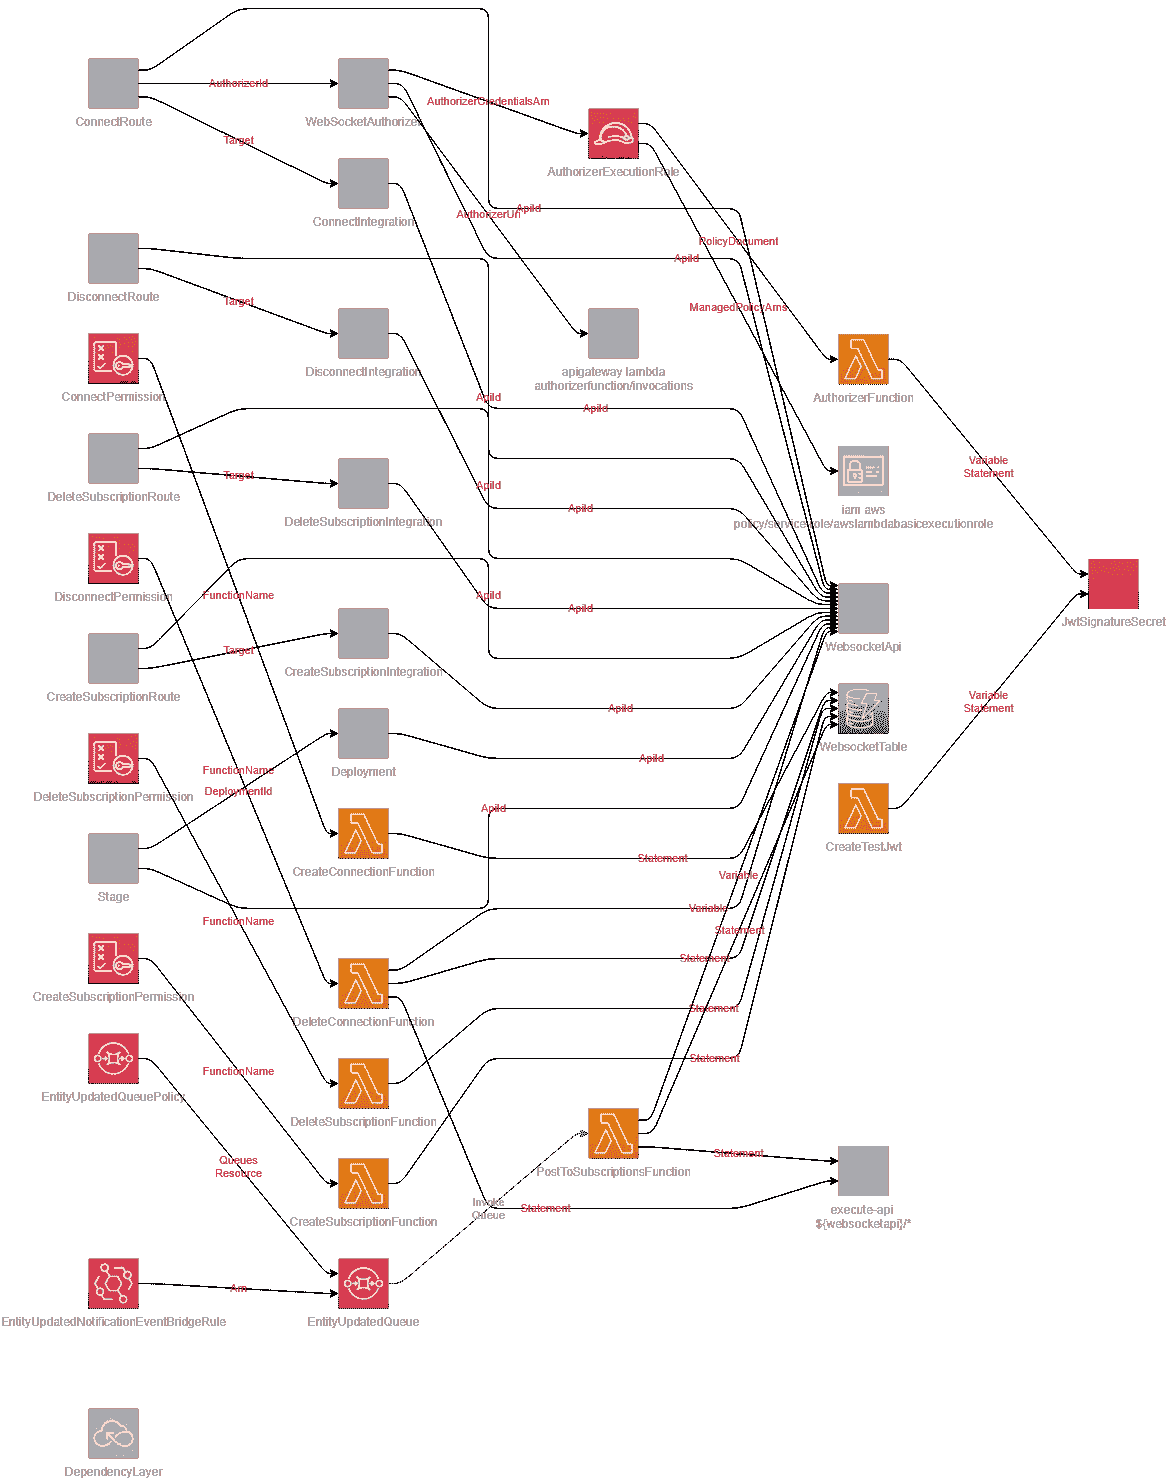 ConnectRoute
AuthorizerId
WebSocketAuthorizer
AuthorizerCredentialsArn
AuthorizerExecutionRole
Target
ConnectIntegration
AuthorizerUri
ApiId
PolicyDocument
ApiId
DisconnectRoute
Target
ManagedPolicyArns
DisconnectIntegration
apigateway lambda
authorizerfunction/invocations
AuthorizerFunction
ConnectPermission
ApiId
ApiId
Variable
Statement
DeleteSubscriptionRoute
Target
ApiId
DeleteSubscriptionIntegration
ApiId
iam aws
policy/service-role/awslambdabasicexecutionrole
DisconnectPermission
FunctionName
ApiId
ApiId
JwtSignatureSecret
CreateSubscriptionRoute
Target
CreateSubscriptionIntegration
WebsocketApi
ApiId
Variable
Statement
WebsocketTable
DeleteSubscriptionPermission
FunctionName
DeploymentId
Deployment
ApiId
ApiId
CreateTestJwt
Stage
CreateConnectionFunction
Statement
Variable
Variable
FunctionName
Statement
Statement
CreateSubscriptionPermission
DeleteConnectionFunction
Statement
Statement
EntityUpdatedQueuePolicy
FunctionName
DeleteSubscriptionFunction
Queues
Resource
PostToSubscriptionsFunction
Statement
CreateSubscriptionFunction
Invoke
Queue
Statement
execute-api
${websocketapi}/*
EntityUpdatedNotificationEventBridgeRule
Arn
EntityUpdatedQueue
DependencyLayer